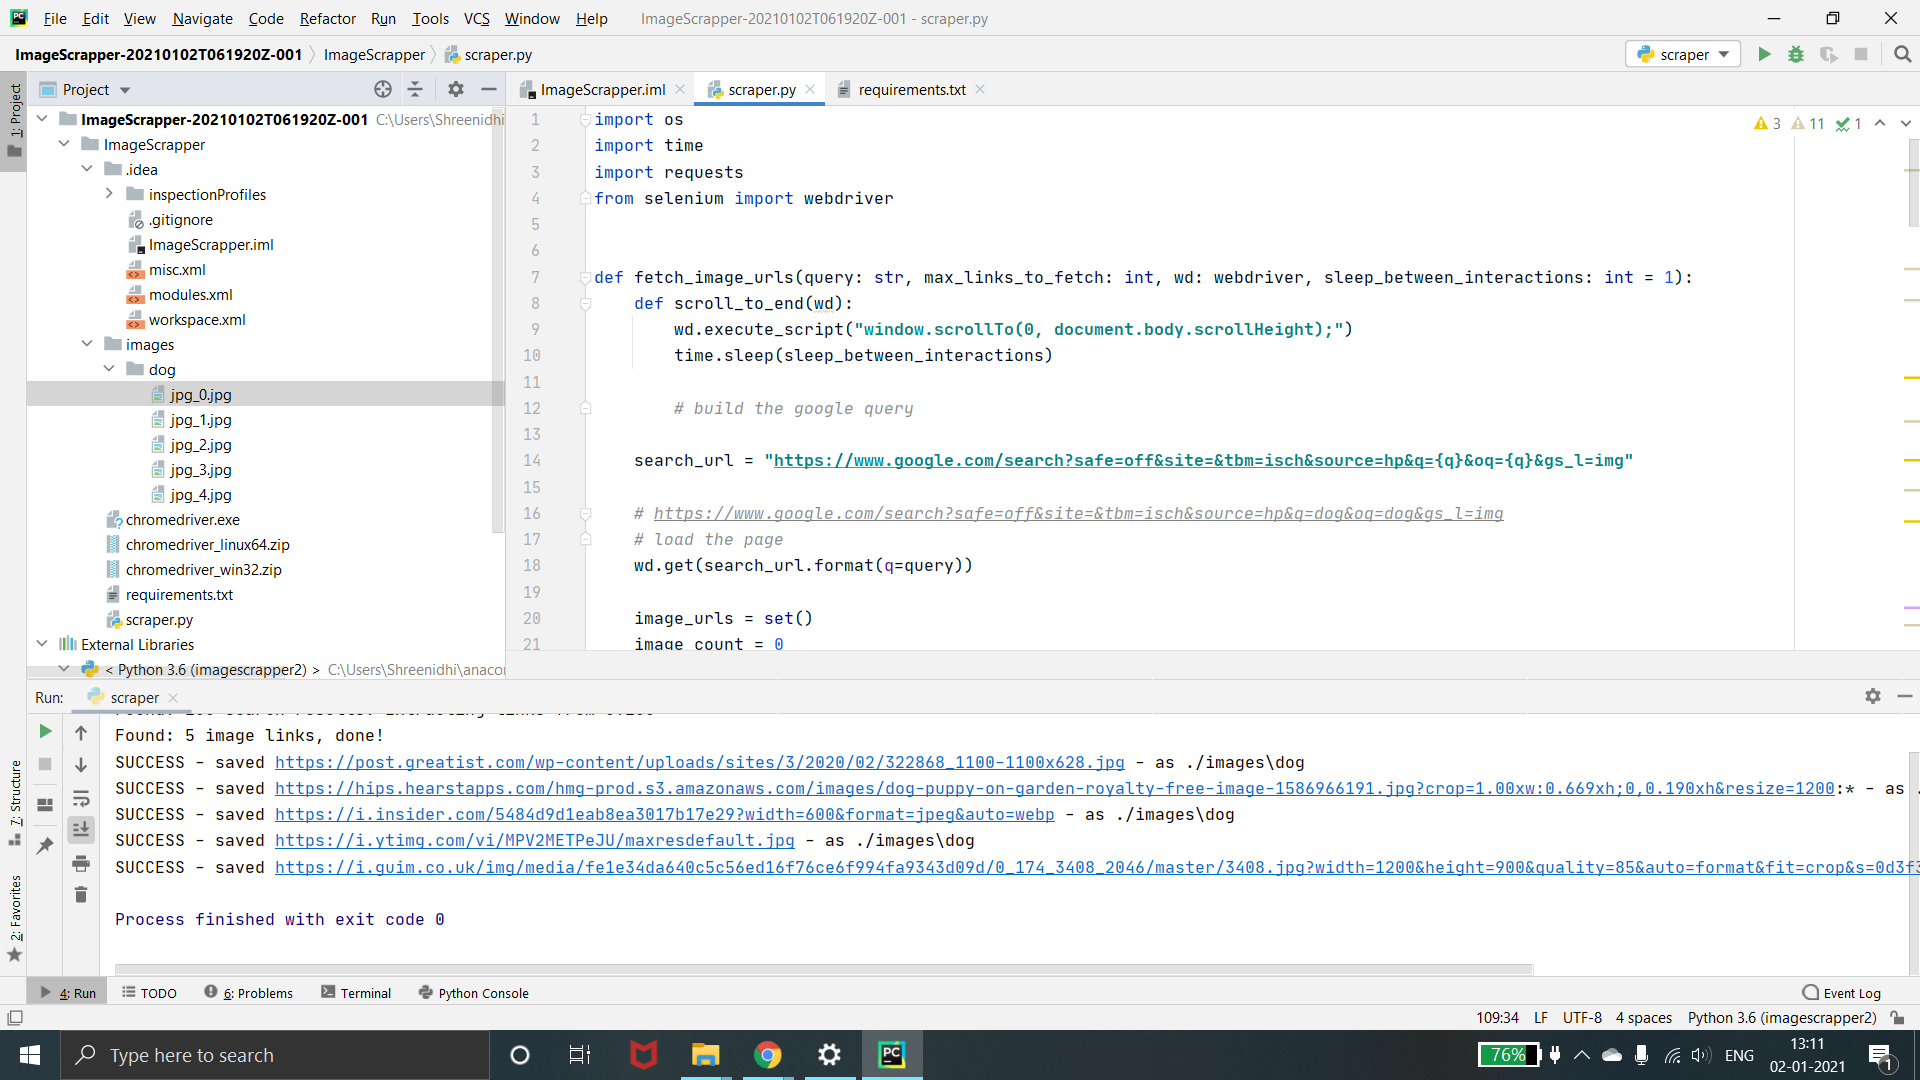 File Edit View Navigate Code Refactor Run Tools VCS Window Help ImageScrapper-20210102T061920Z-001 - scraper.py
ImageScrapper-20210102T061920Z-001 ImageScrapper scraper.py scraper
1: Project
Project
ImageScrapper.iml scraper.py requirements.txt
ImageScrapper-20210102T061920Z-001 C:\Users\Shreenidhi
ImageScrapper
.idea
inspectionProfiles
.gitignore
ImageScrapper.iml
misc.xml
modules.xml
workspace.xml
images
dog
jpg_0.jpg
jpg_1.jpg
jpg_2.jpg
jpg_3.jpg
jpg_4.jpg
chromedriver.exe
chromedriver_linux64.zip
chromedriver_win32.zip
requirements.txt
scraper.py
External Libraries
< Python 3.6 (imagescrapper2) > C:\Users\Shreenidhi\anaco
3 11 1
1 import os
2 import time
3 import requests
4 from selenium import webdriver
5
6
7 def fetch_image_urls(query: str, max_links_to_fetch: int, wd: webdriver, sleep_between_interactions: int = 1):
8 def scroll_to_end(wd):
9 wd.execute_script("window.scrollTo(0, document.body.scrollHeight);")
10 time.sleep(sleep_between_interactions)
11
12 # build the google query
13
14 search_url = "https://www.google.com/search?safe=off&site=&tbm=isch&source=hp&q={q}&oq={q}&gs_l=img"
15
16 # https://www.google.com/search?safe=off&site=&tbm=isch&source=hp&q=dog&oq=dog&gs_l=img
17 # load the page
18 wd.get(search_url.format(q=query))
19
20 image_urls = set()
21 image_count = 0
Run: scraper
Found: 5 image links, done!
SUCCESS - saved https://post.greatist.com/wp-content/uploads/sites/3/2020/02/322868_1100-1100x628.jpg - as ./images\dog
SUCCESS - saved https://hips.hearstapps.com/hmg-prod.s3.amazonaws.com/images/dog-puppy-on-garden-royalty-free-image-1586966191.jpg?crop=1.00xw:0.669xh;0,0.190xh&resize=1200:* - as .
SUCCESS - saved https://i.insider.com/5484d9d1eab8ea3017b17e29?width=600&format=jpeg&auto=webp - as ./images\dog
SUCCESS - saved https://i.ytimg.com/vi/MPV2METPeJU/maxresdefault.jpg - as ./images\dog
SUCCESS - saved https://i.guim.co.uk/img/media/fe1e34da640c5c56ed16f76ce6f994fa9343d09d/0_174_3408_2046/master/3408.jpg?width=1200&height=900&quality=85&auto=format&fit=crop&s=0d3f3
Process finished with exit code 0
7: Structure
2: Favorites
4: Run TODO 6: Problems Terminal Python Console Event Log
109:34 LF UTF-8 4 spaces Python 3.6 (imagescrapper2)
Type here to search
76% ENG 13:11
02-01-2021
1